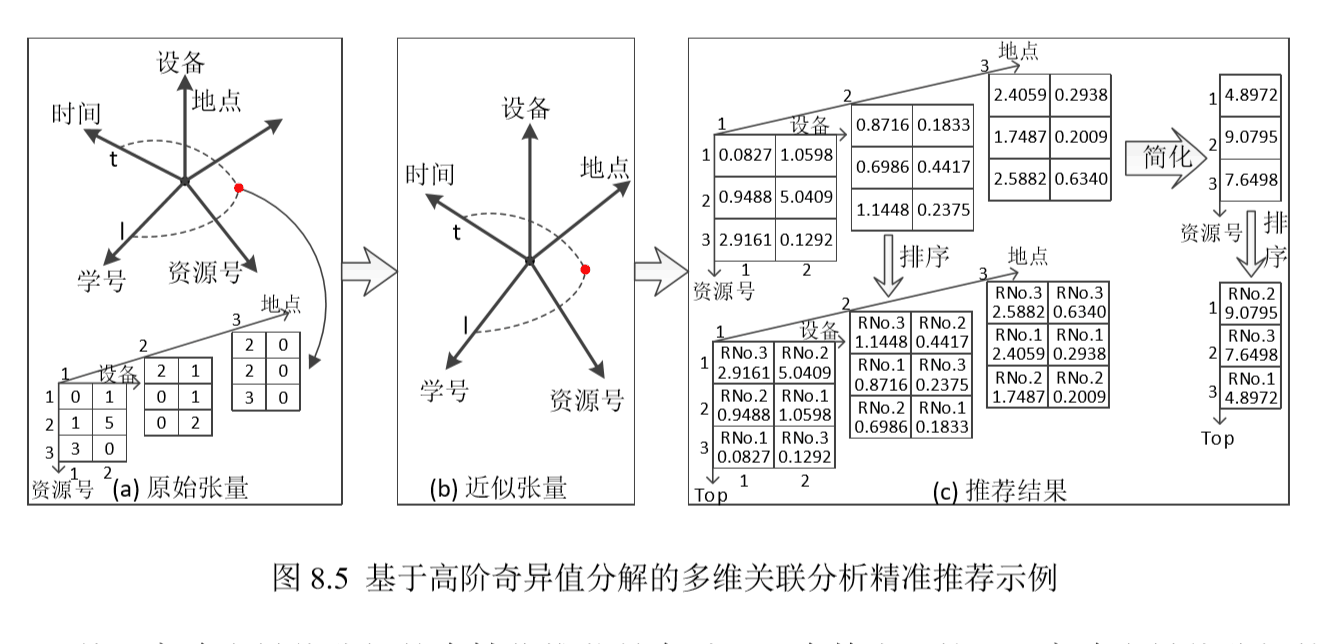 设备
时间
地点
t
l
学号
资源号
地点
3
2
1
设备
2 0
2 0
3 0
2 1
0 1
0 2
1 0 1
2 1 5
3 3 0
1 2
资源号
(a) 原始张量
设备
时间
地点
t
l
学号
资源号
(b) 近似张量
地点
3
2
1
设备
2.4059 0.2938
1.7487 0.2009
2.5882 0.6340
0.8716 0.1833
0.6986 0.4417
1.1448 0.2375
1 0.0827 1.0598
2 0.9488 5.0409
3 2.9161 0.1292
1 2
资源号
简化
1 4.8972
2 9.0795
3 7.6498
资源号
排序
排序
地点
3
2
1
设备
RNo.3 RNo.3
2.5882 0.6340
RNo.1 RNo.1
2.4059 0.2938
RNo.2 RNo.2
1.7487 0.2009
RNo.3 RNo.2
1.1448 0.4417
RNo.1 RNo.3
0.8716 0.2375
RNo.2 RNo.1
0.6986 0.1833
1
RNo.3 RNo.2
2.9161 5.0409
2
RNo.2 RNo.1
0.9488 1.0598
3
RNo.1 RNo.3
0.0827 0.1292
1 2
Top
1
RNo.2
9.0795
2
RNo.3
7.6498
3
RNo.1
4.8972
Top
(c) 推荐结果
图 8.5 基于高阶奇异值分解的多维关联分析精准推荐示例